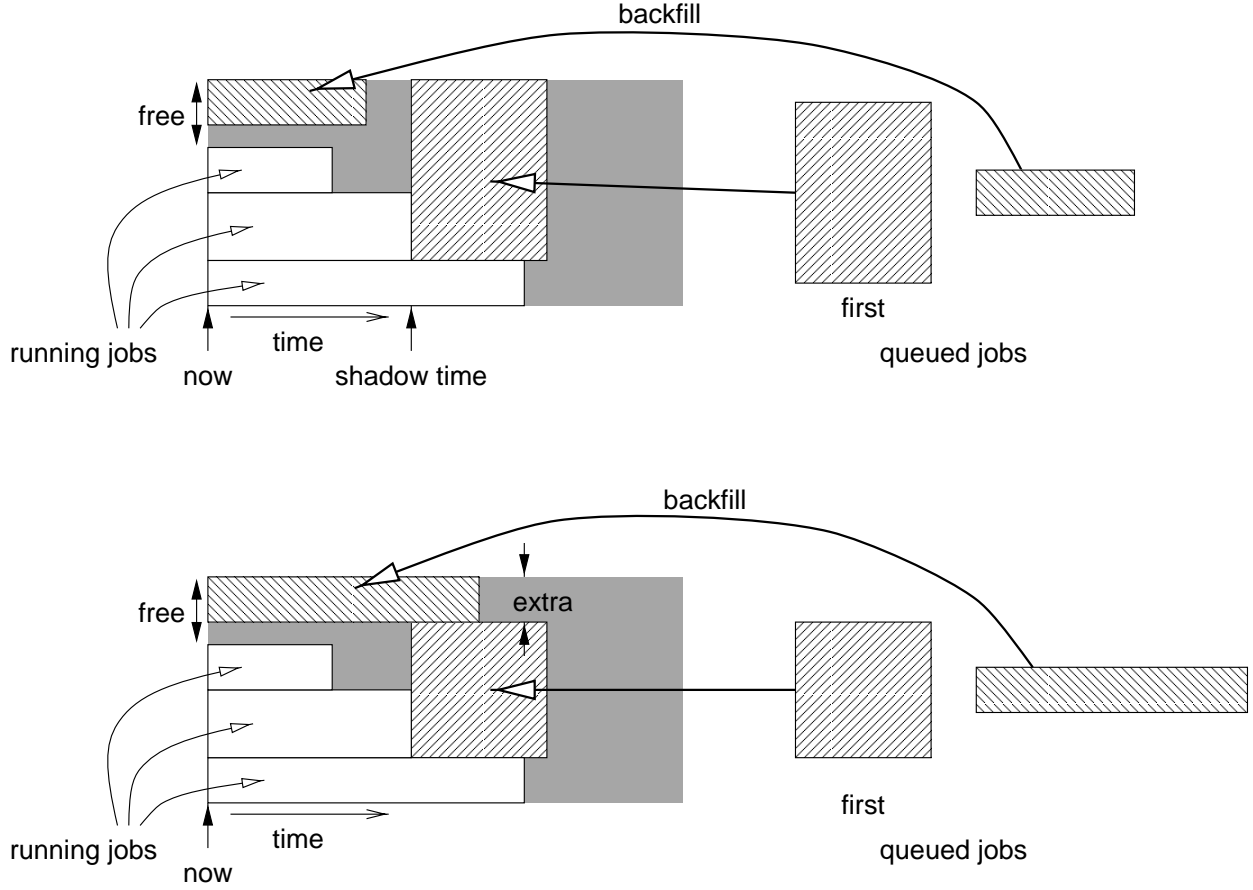 backfill
free
first
time
running jobs
queued jobs
now
shadow time
backfill
extra
free
first
time
running jobs
queued jobs
now